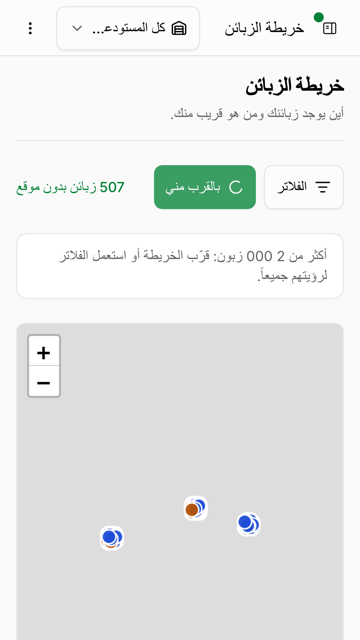 خريطة الزبائن
كل المستودعـ...
خريطة الزبائن
أين يوجد زبائنك ومن هو قريب منك.
الفلاتر
بالقرب مني
507 زبائن بدون موقع
أكثر من 2 000 زبون: قرّب الخريطة أو استعمل الفلاتر
لرؤيتهم جميعاً.
+
−